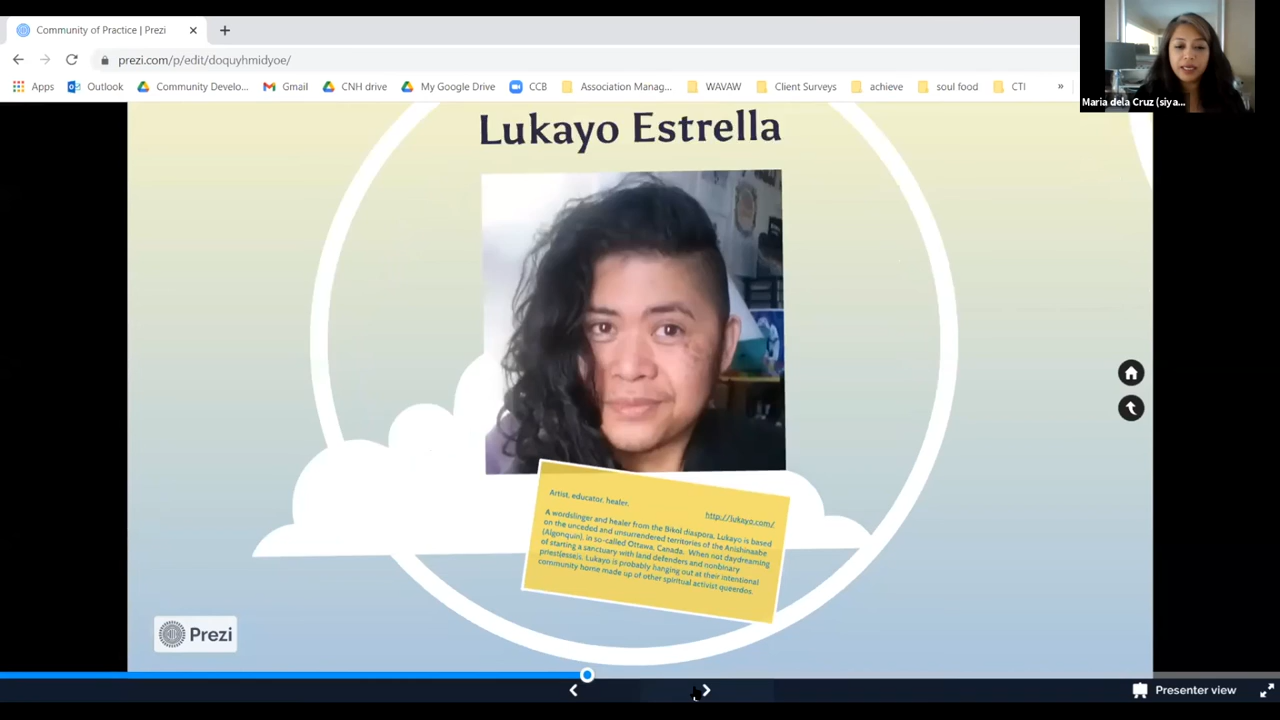 Community of Practice | Prezi
prezi.com/p/edit/doquyhmidyoe/
Apps
Outlook
Community Develo...
Gmail
CNH drive
My Google Drive
CCB
Association Manag...
WAVAW
Client Surveys
achieve
soul food
CTI
»
Maria dela Cruz (siya...
Lukayo Estrella
Artist, educator, healer.
http://lukayo.com/
A wordslinger and healer from the Bikol diaspora, Lukayo is based
on the unceded and unsurrendered territories of the Anishinaabe
(Algonquin), in so-called Ottawa, Canada. When not daydreaming
of starting a sanctuary with land defenders and nonbinary
priest(esse)s, Lukayo is probably hanging out at their intentional
community home made up of other spiritual activist queerdos.
Prezi
Presenter view